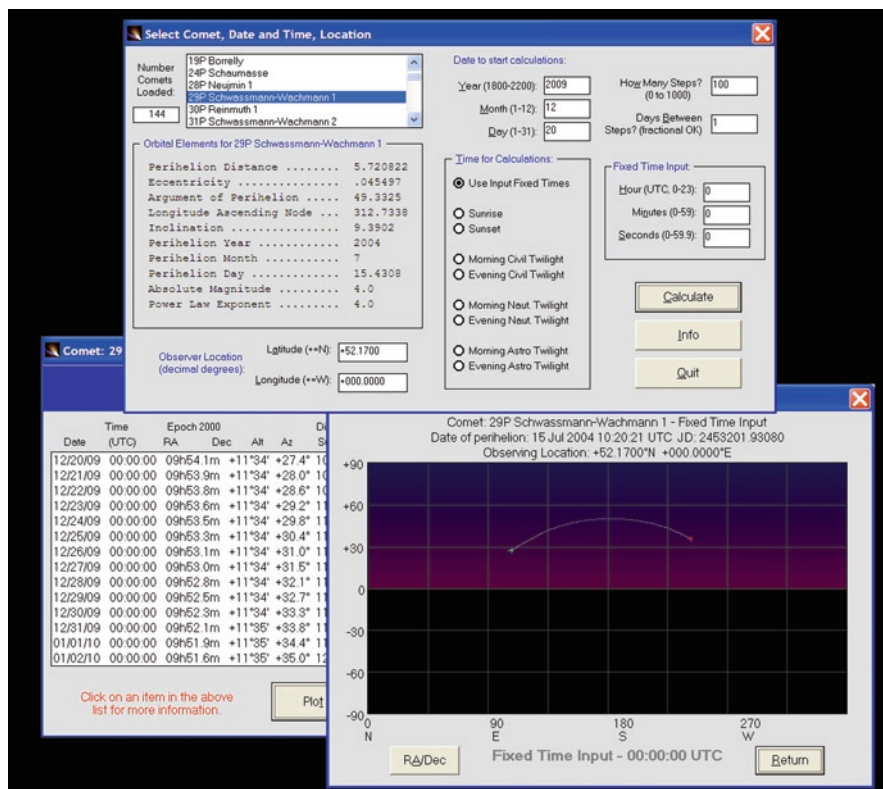 Select Comet, Date and Time, Location
Number
Comets
Loaded:
144
19P Borrelly
24P Schaumasse
28P Neujmin 1
29P Schwassmann-Wachmann 1
30P Reinmuth 1
31P Schwassmann-Wachmann 2
Date to start calculations:
Year (1800-2200): 2009
Month (1-12): 12
Day (1-31): 20
How Many Steps? 100
(0 to 1000)
Days Between
Steps? (fractional OK) 1
Orbital Elements for 29P Schwassmann-Wachmann 1
Perihelion Distance ........ 5.720822
Eccentricity ............... .045497
Argument of Perihelion ..... 49.3325
Longitude Ascending Node ... 312.7338
Inclination ................ 9.3902
Perihelion Year ............ 2004
Perihelion Month ........... 7
Perihelion Day ............. 15.4308
Absolute Magnitude ......... 4.0
Power Law Exponent ......... 4.0
Time for Calculations:
Use Input Fixed Times
Sunrise
Sunset
Morning Civil Twilight
Evening Civil Twilight
Morning Naut. Twilight
Evening Naut. Twilight
Morning Astro Twilight
Evening Astro Twilight
Fixed Time Input:
Hour (UTC, 0-23): 0
Minutes (0-59): 0
Seconds (0-59.9): 0
Calculate
Info
Quit
Observer Location
(decimal degrees):
Latitude (+=N): +52.1700
Longitude (+=W): +000.0000
Comet: 29
Time Epoch 2000
Date (UTC) RA Dec Alt Az
12/20/09 00:00:00 09h54.1m +11°34' +27.4° 10
12/21/09 00:00:00 09h53.9m +11°34' +28.0° 10
12/22/09 00:00:00 09h53.8m +11°34' +28.6° 10
12/23/09 00:00:00 09h53.6m +11°34' +29.2° 11
12/24/09 00:00:00 09h53.5m +11°34' +29.8° 11
12/25/09 00:00:00 09h53.3m +11°34' +30.4° 11
12/26/09 00:00:00 09h53.1m +11°34' +31.0° 11
12/27/09 00:00:00 09h53.0m +11°34' +31.5° 11
12/28/09 00:00:00 09h52.8m +11°34' +32.1° 11
12/29/09 00:00:00 09h52.5m +11°34' +32.7° 11
12/30/09 00:00:00 09h52.3m +11°34' +33.3° 11
12/31/09 00:00:00 09h52.1m +11°35' +33.8° 11
01/01/10 00:00:00 09h51.9m +11°35' +34.4° 11
01/02/10 00:00:00 09h51.6m +11°35' +35.0° 12
Click on an item in the above
list for more information.
Plot
Comet: 29P Schwassmann-Wachmann 1 - Fixed Time Input
Date of perihelion: 15 Jul 2004 10:20:21 UTC JD: 2453201.93080
Observing Location: +52.1700°N +000.0000°E
+90
+60
+30
0
-30
-60
-90
0 90 180 270
N E S W
RA/Dec
Fixed Time Input - 00:00:00 UTC
Return